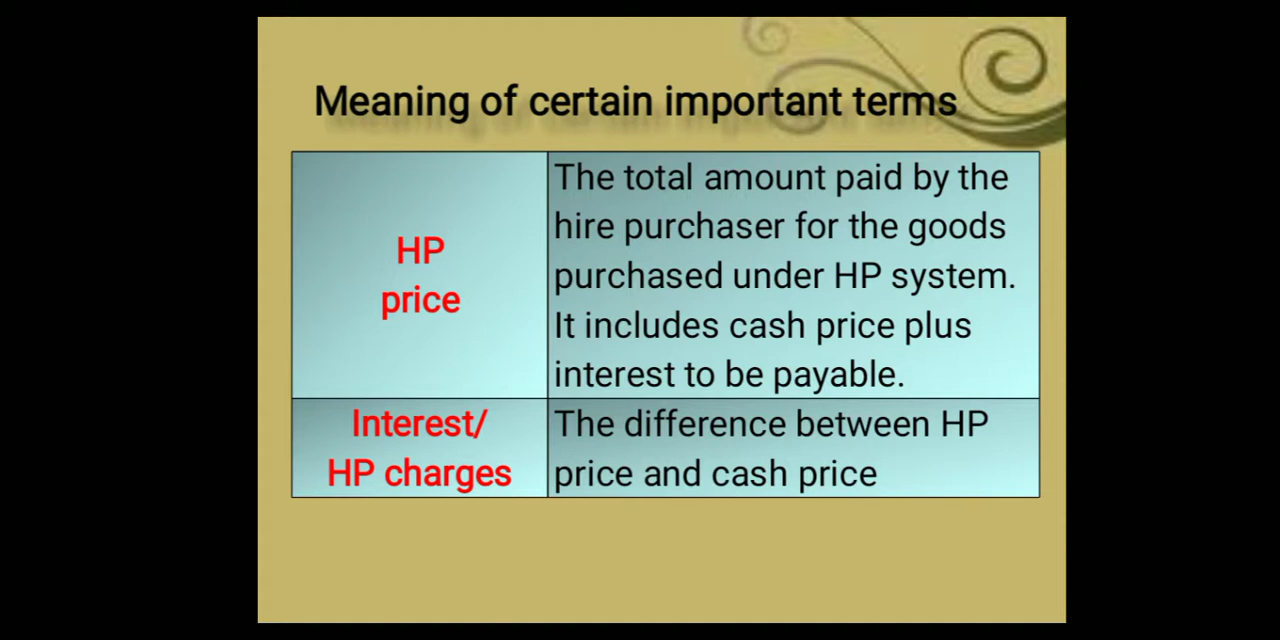 Meaning of certain important terms
HP
price
The total amount paid by the
hire purchaser for the goods
purchased under HP system.
It includes cash price plus
interest to be payable.
Interest/
HP charges
The difference between HP
price and cash price